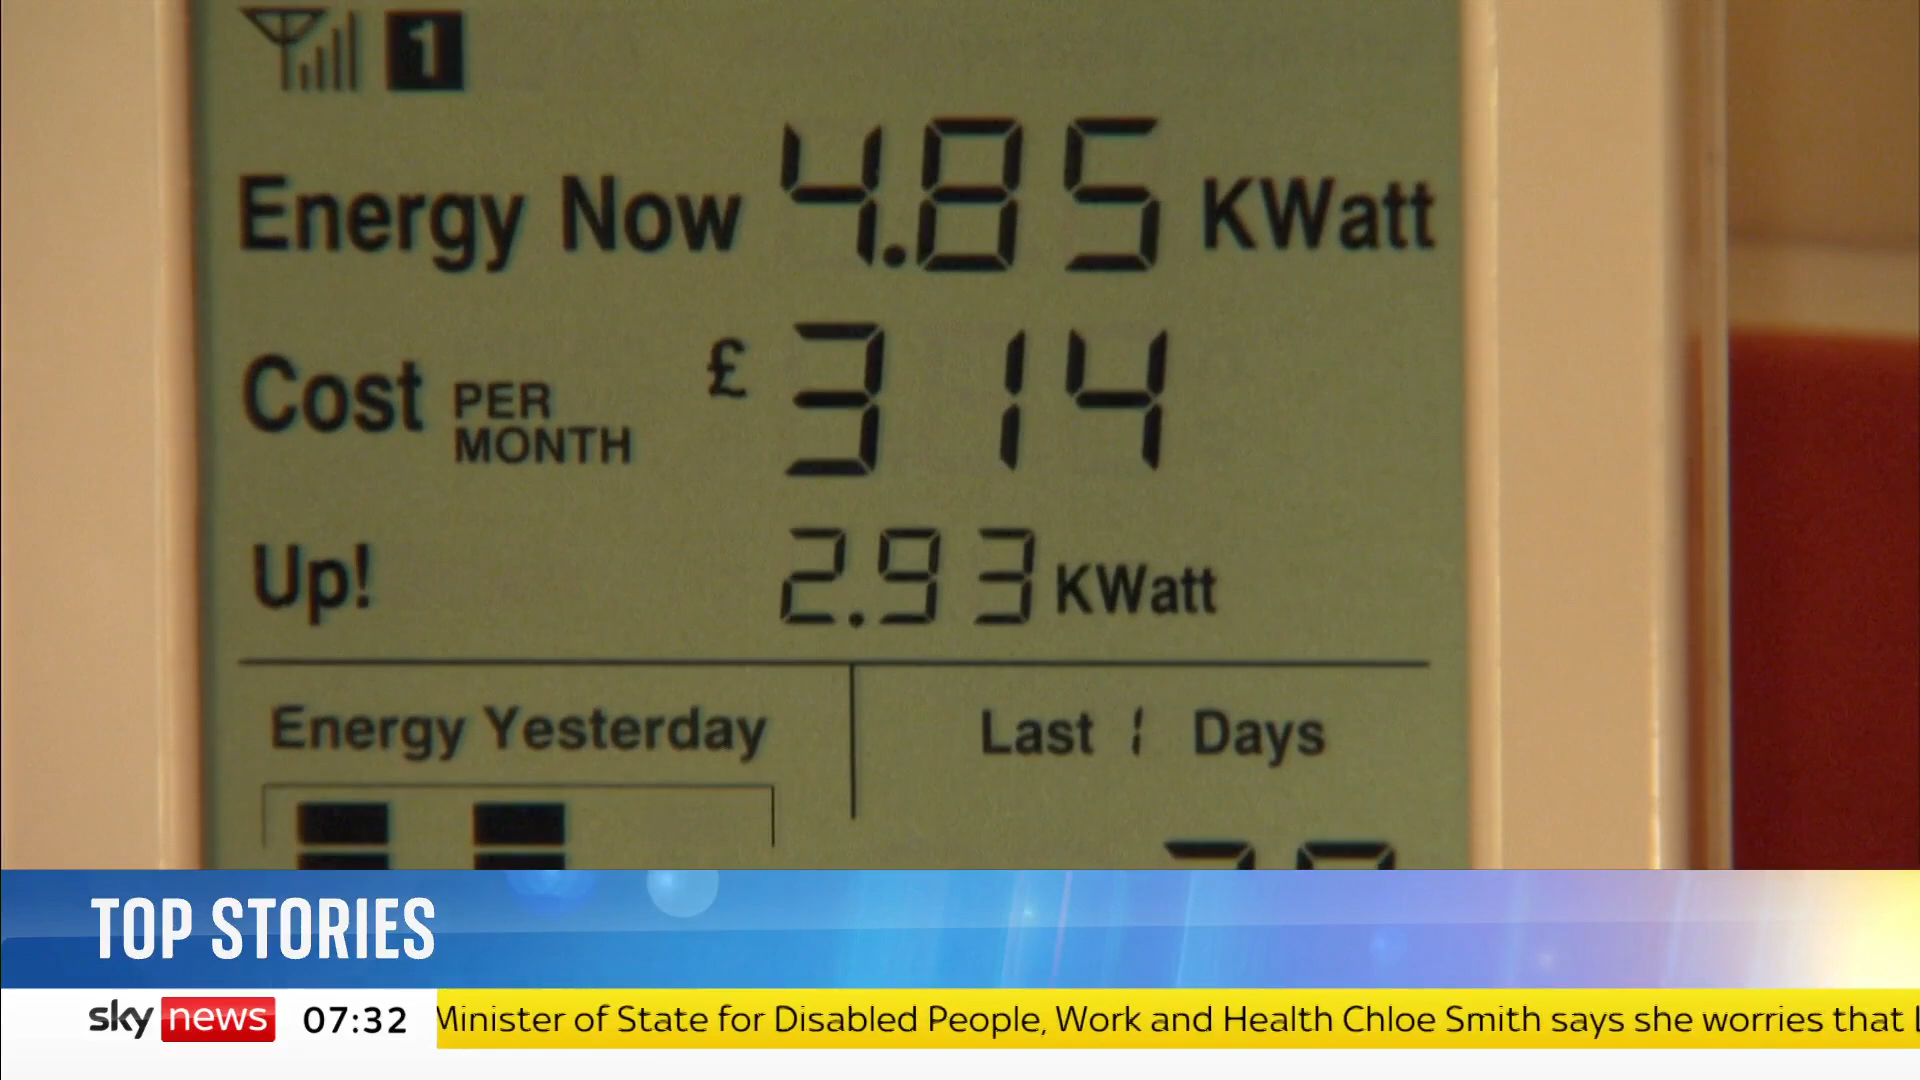 1
Energy Now 4.85 KWatt
Cost PER MONTH £ 314
Up! 2.93 KWatt
Energy Yesterday
Last 1 Days
TOP STORIES
sky news 07:32 Minister of State for Disabled People, Work and Health Chloe Smith says she worries that